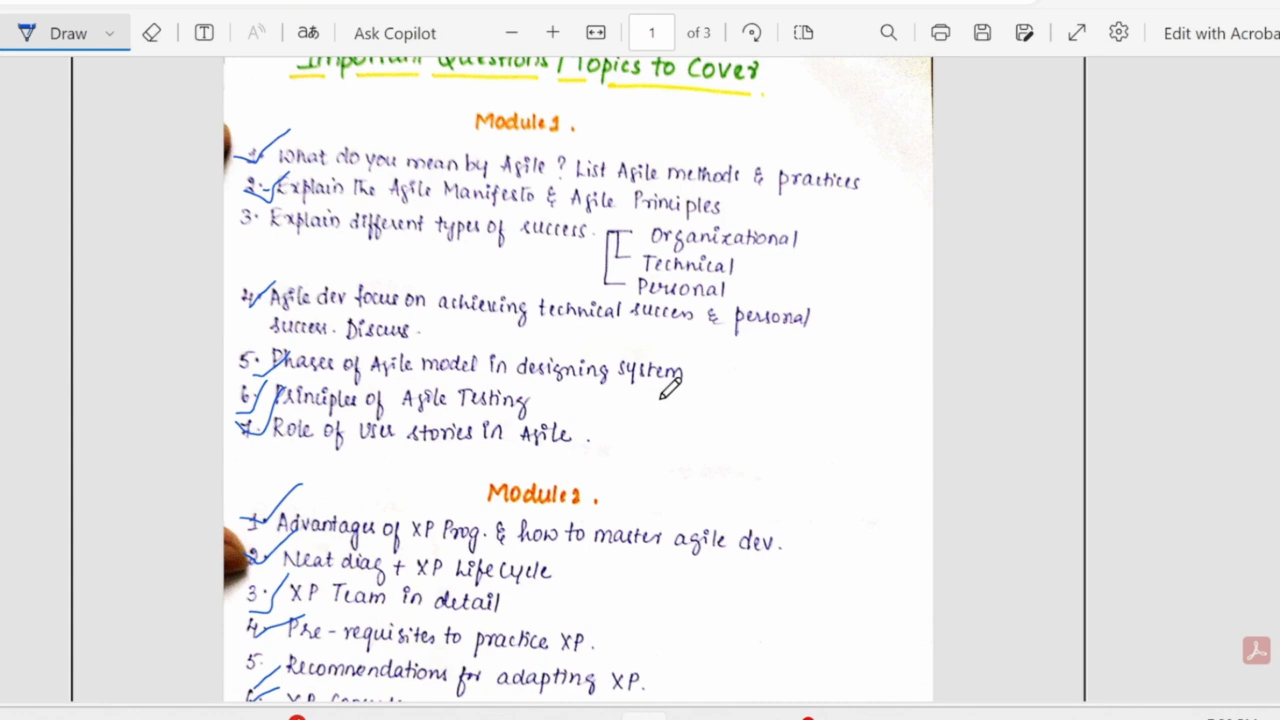 Draw
Ask Copilot
1 of 3
Edit with Acroba
Important Questions / Topics to Cover
Module 1 .
1. What do you mean by Agile ? List Agile methods & practices
2. Explain the Agile Manifesto & Agile Principles
3. Explain different types of success.
Organizational
Technical
Personal
4. Agile dev focus on achieving technical success & personal
success. Discuss.
5. Phases of Agile model in designing system
6. Principles of Agile Testing
7. Role of User stories in Agile .
Module 2 .
1. Advantages of XP Prog. & how to master agile dev.
2. Neat diag + XP Life Cycle
3. XP Team in detail
4. Pre-requisites to practice XP.
5. Recomnendations for adapting XP.
6. XP